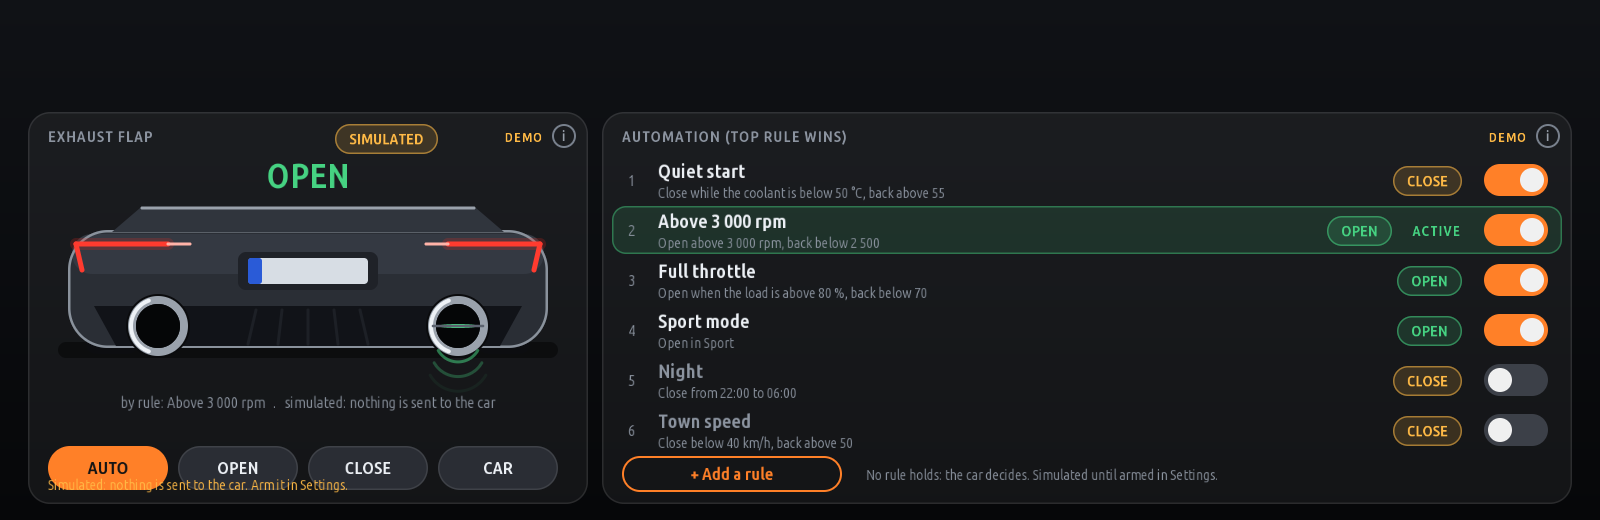 EXHAUST FLAP
SIMULATED
DEMO
i
OPEN
by rule: Above 3 000 rpm . simulated: nothing is sent to the car
AUTO
OPEN
CLOSE
CAR
Simulated: nothing is sent to the car. Arm it in Settings.
AUTOMATION (TOP RULE WINS)
DEMO
i
1
Quiet start
Close while the coolant is below 50 °C, back above 55
CLOSE
2
Above 3 000 rpm
Open above 3 000 rpm, back below 2 500
OPEN
ACTIVE
3
Full throttle
Open when the load is above 80 %, back below 70
OPEN
4
Sport mode
Open in Sport
OPEN
5
Night
Close from 22:00 to 06:00
CLOSE
6
Town speed
Close below 40 km/h, back above 50
CLOSE
+ Add a rule
No rule holds: the car decides. Simulated until armed in Settings.